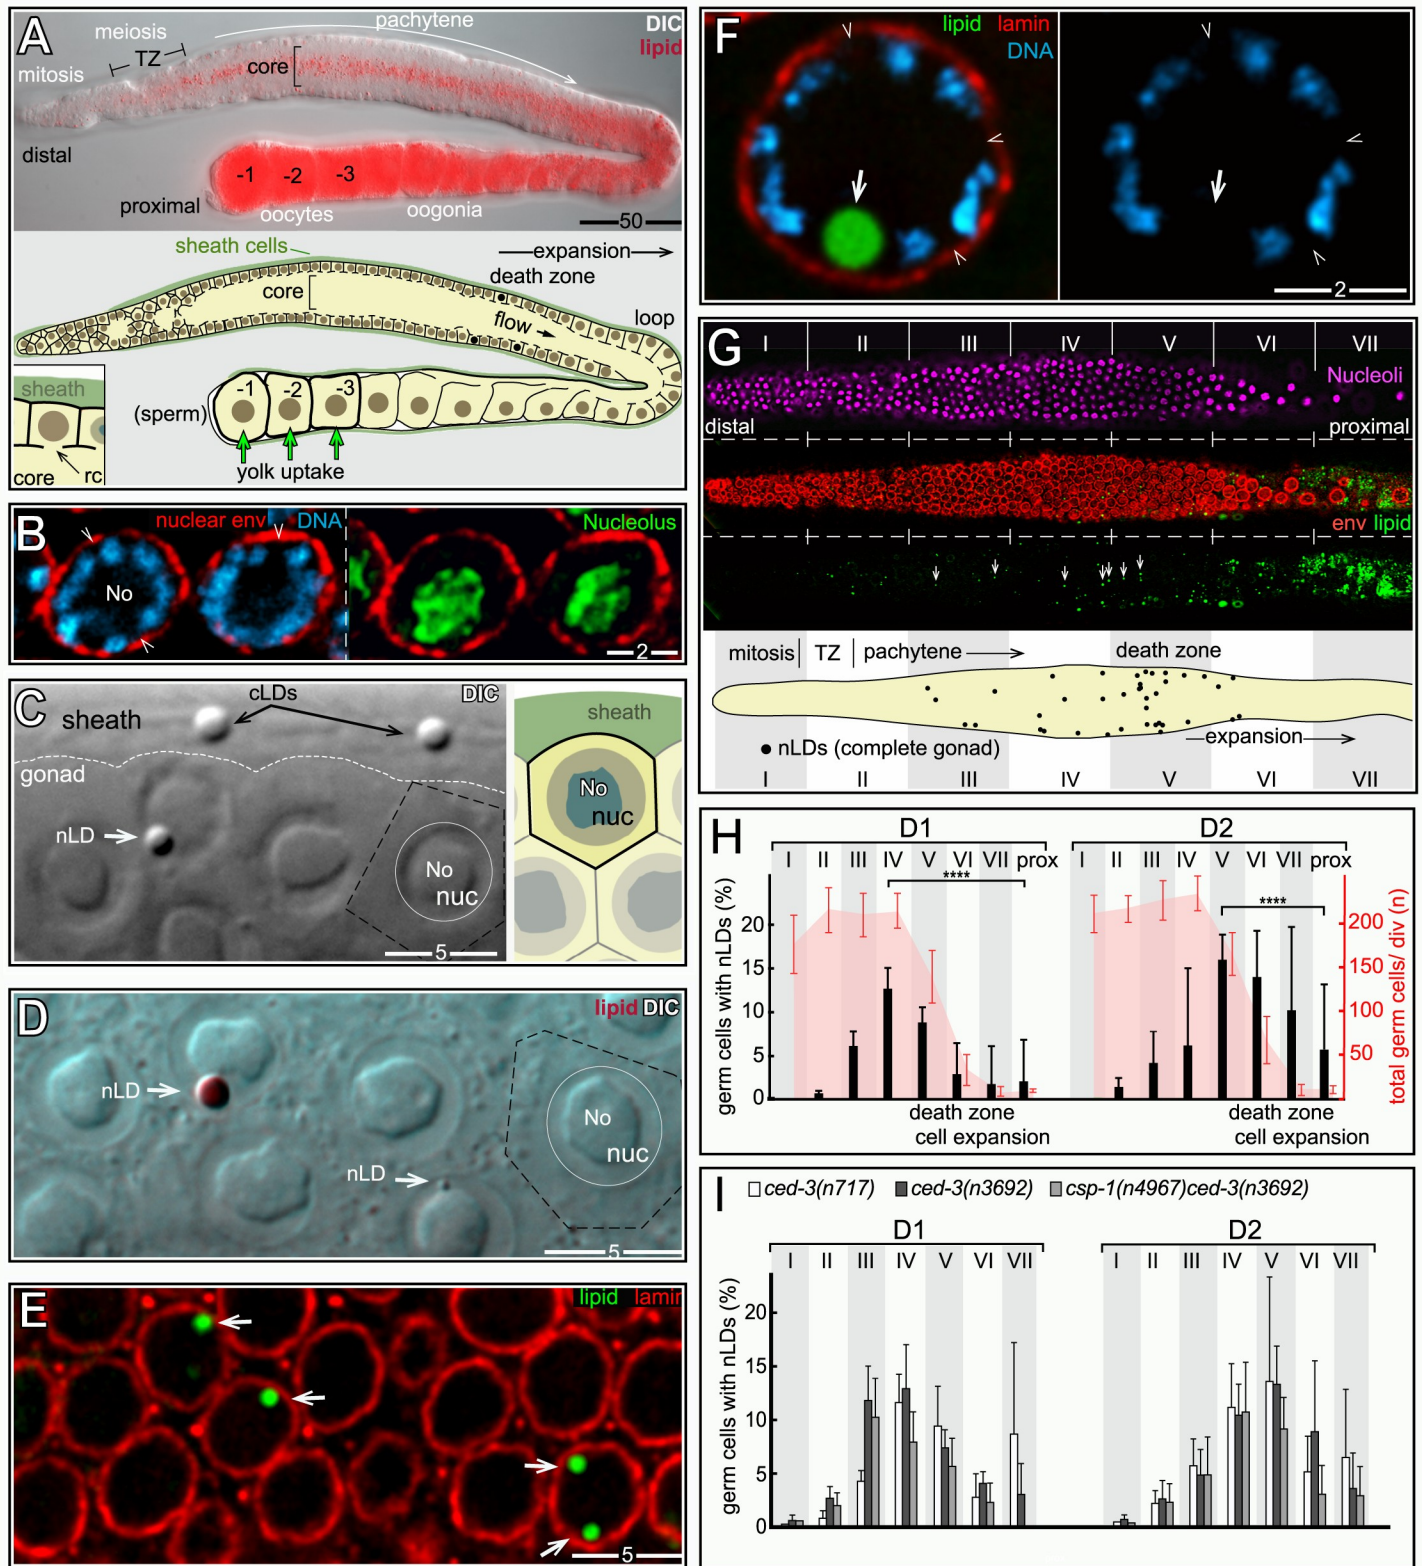 A
DIC
lipid
pachytene
meiosis
TZ
mitosis
core
distal
-1 -2 -3
proximal
oocytes
oogonia
50
sheath cells
expansion
death zone
core
flow
loop
-1 -2 -3
(sperm)
yolk uptake
sheath
core
rc
B
nuclear env
DNA
Nucleolus
No
2
C
cLDs
DIC
sheath
gonad
nLD
No
nuc
5
sheath
No
nuc
D
lipid DIC
nLD
No
nuc
nLD
5
E
lipid lamin
5
F
lipid lamin
DNA
2
G
I II III IV V VI VII
Nucleoli
distal
proximal
env lipid
mitosis TZ pachytene
death zone
nLDs (complete gonad)
expansion
I II III IV V VI VII
H
D1
D2
I II III IV V VI VII prox
I II III IV V VI VII prox
****
****
germ cells with nLDs (%)
20
15
10
5
0
200
150
100
50
total germ cells/ div (n)
death zone
cell expansion
death zone
cell expansion
I
ced-3(n717) ced-3(n3692) csp-1(n4967)ced-3(n3692)
D1
D2
I II III IV V VI VII
I II III IV V VI VII
germ cells with nLDs (%)
20
15
10
5
0